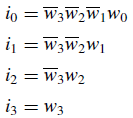 i₀ = w̅₃w̅₂w̅₁w₀
i₁ = w̅₃w̅₂w₁
i₂ = w̅₃w₂
i₃ = w₃